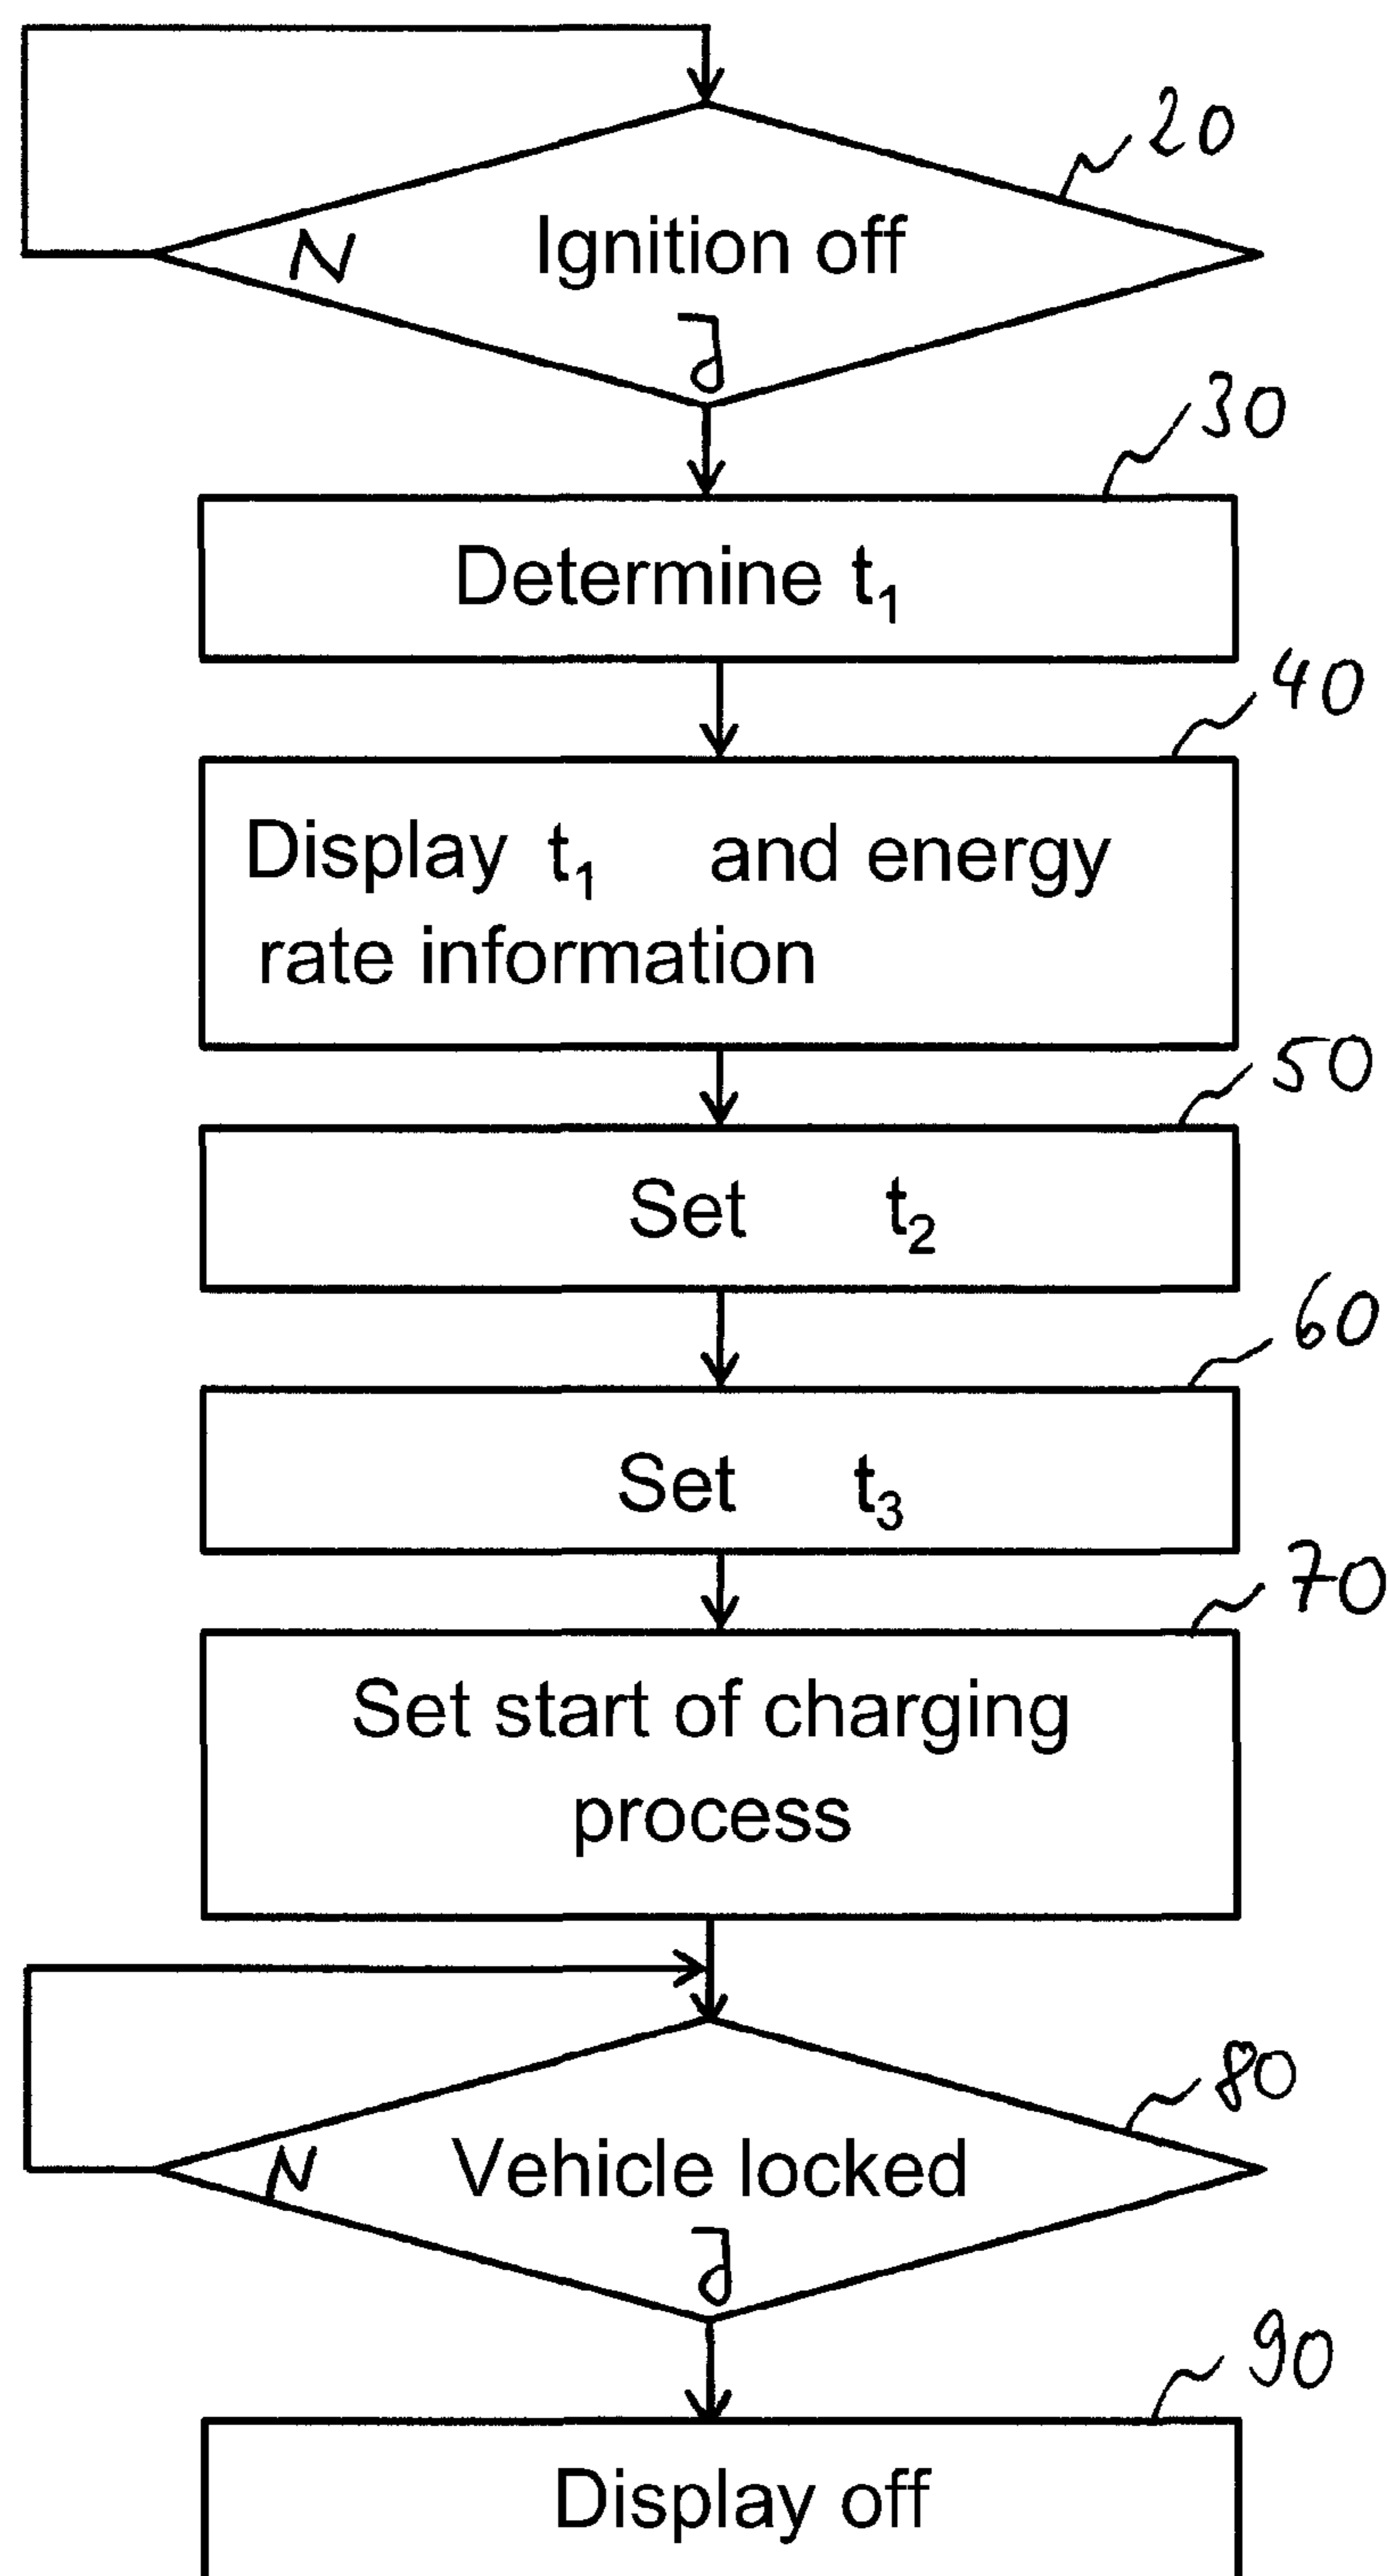 20
N Ignition off
J
30
Determine t₁
40
Display t₁ and energy
rate information
50
Set t₂
60
Set t₃
70
Set start of charging
process
80
N Vehicle locked
J
90
Display off